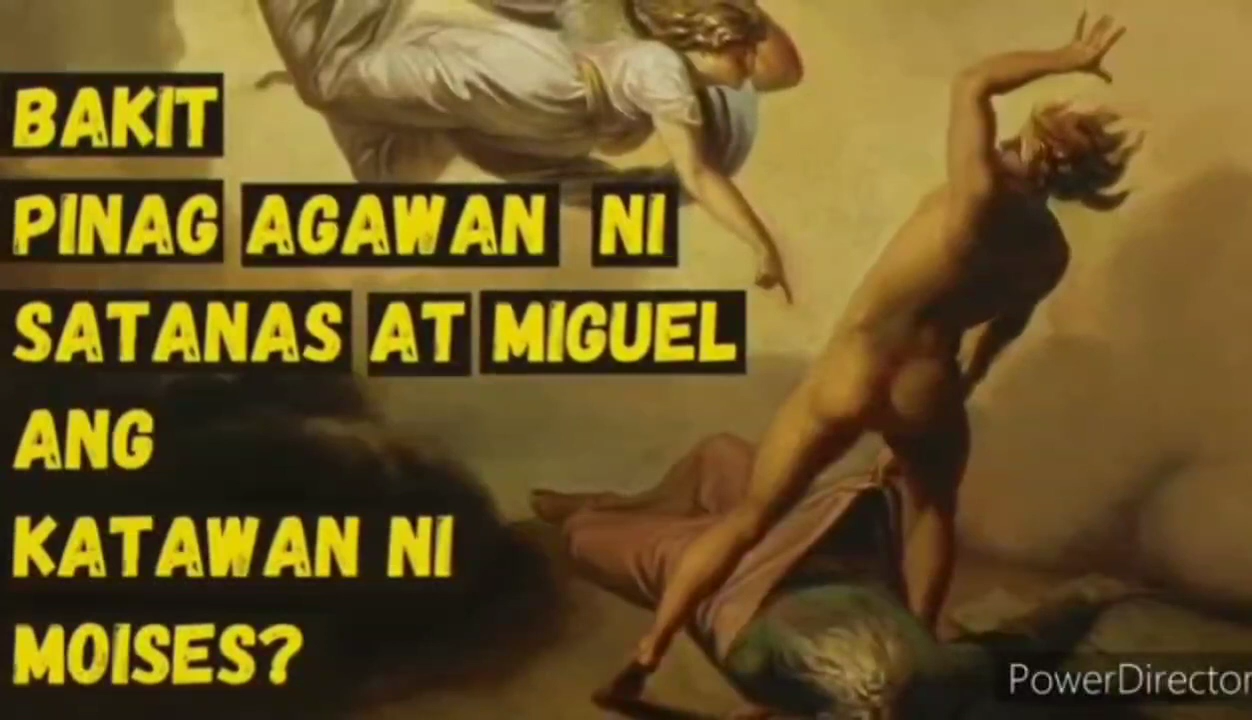 BAKIT
PINAG AGAWAN NI
SATANAS AT MIGUEL
ANG
KATAWAN NI
MOISES?
PowerDirector